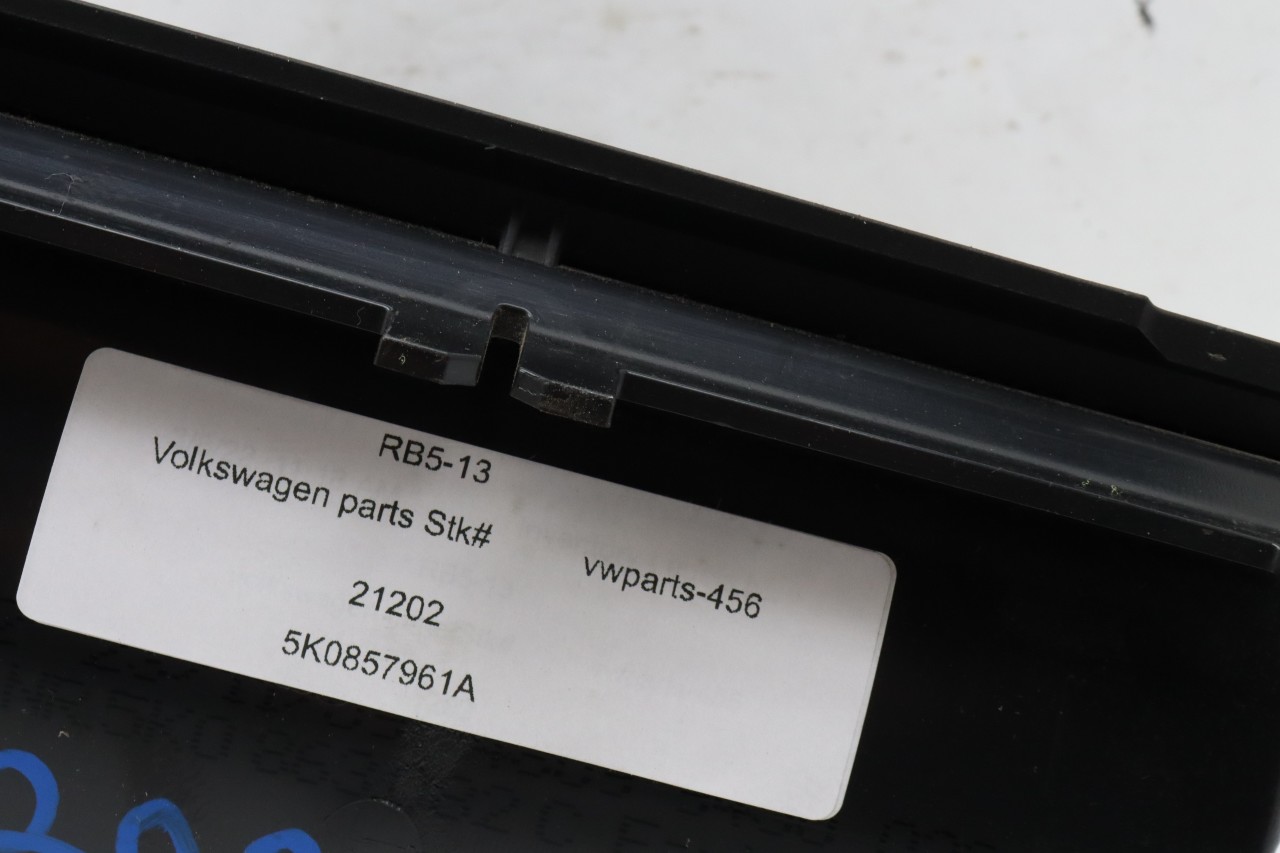 RB5-13
Volkswagen parts Stk#
vwparts-456
21202
5K0857961A